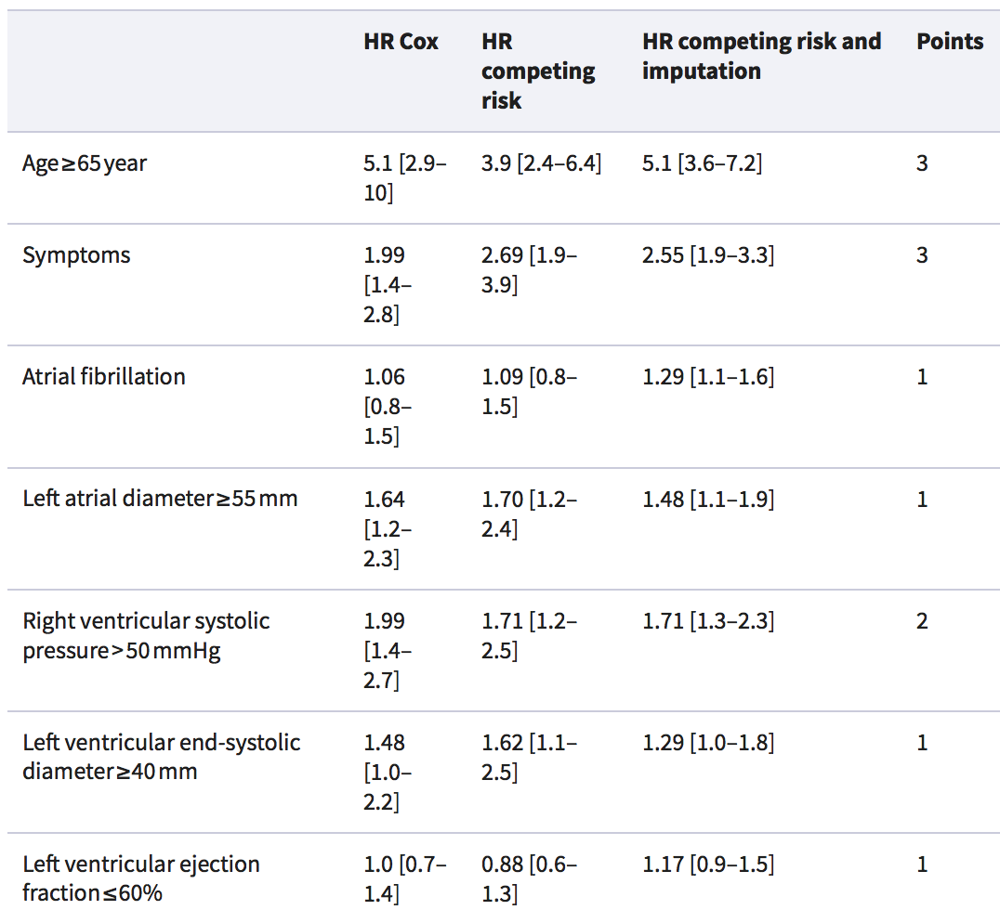 HR Cox HR competing risk HR competing risk and imputation Points
Age≥65 year 5.1 [2.9–10] 3.9 [2.4–6.4] 5.1 [3.6–7.2] 3
Symptoms 1.99 [1.4–2.8] 2.69 [1.9–3.9] 2.55 [1.9–3.3] 3
Atrial fibrillation 1.06 [0.8–1.5] 1.09 [0.8–1.5] 1.29 [1.1–1.6] 1
Left atrial diameter≥55 mm 1.64 [1.2–2.3] 1.70 [1.2–2.4] 1.48 [1.1–1.9] 1
Right ventricular systolic pressure>50 mmHg 1.99 [1.4–2.7] 1.71 [1.2–2.5] 1.71 [1.3–2.3] 2
Left ventricular end-systolic diameter≥40 mm 1.48 [1.0–2.2] 1.62 [1.1–2.5] 1.29 [1.0–1.8] 1
Left ventricular ejection fraction≤60% 1.0 [0.7–1.4] 0.88 [0.6–1.3] 1.17 [0.9–1.5] 1